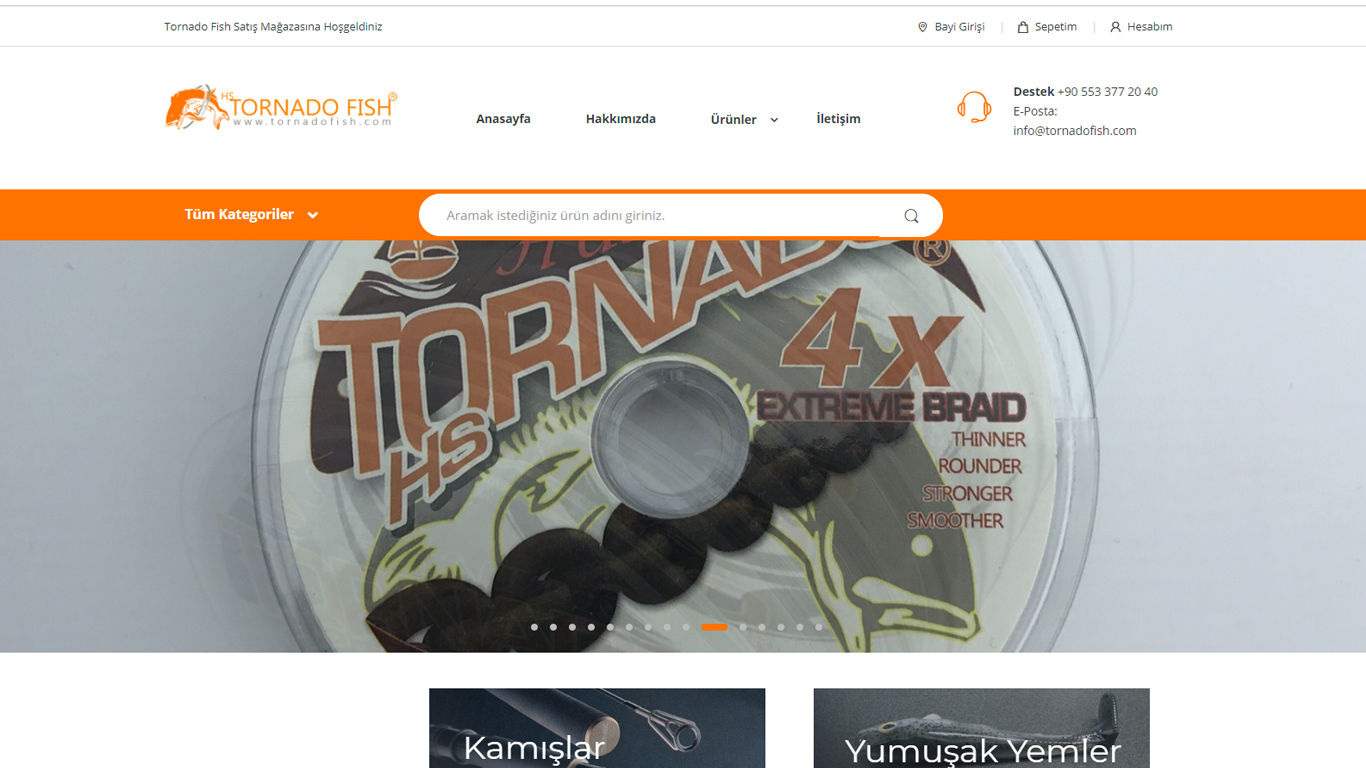 Tornado Fish Satış Mağazasına Hoşgeldiniz
Bayi Girişi
Sepetim
Hesabım
HS
TORNADO FISH®
www.tornadofish.com
Anasayfa
Hakkımızda
Ürünler
İletişim
Destek +90 553 377 20 40
E-Posta:
info@tornadofish.com
Tüm Kategoriler
Aramak istediğiniz ürün adını giriniz.
TORNADO ®
HS
4X
EXTREME BRAID
THINNER
ROUNDER
STRONGER
SMOOTHER
Kamışlar
Yumuşak Yemler